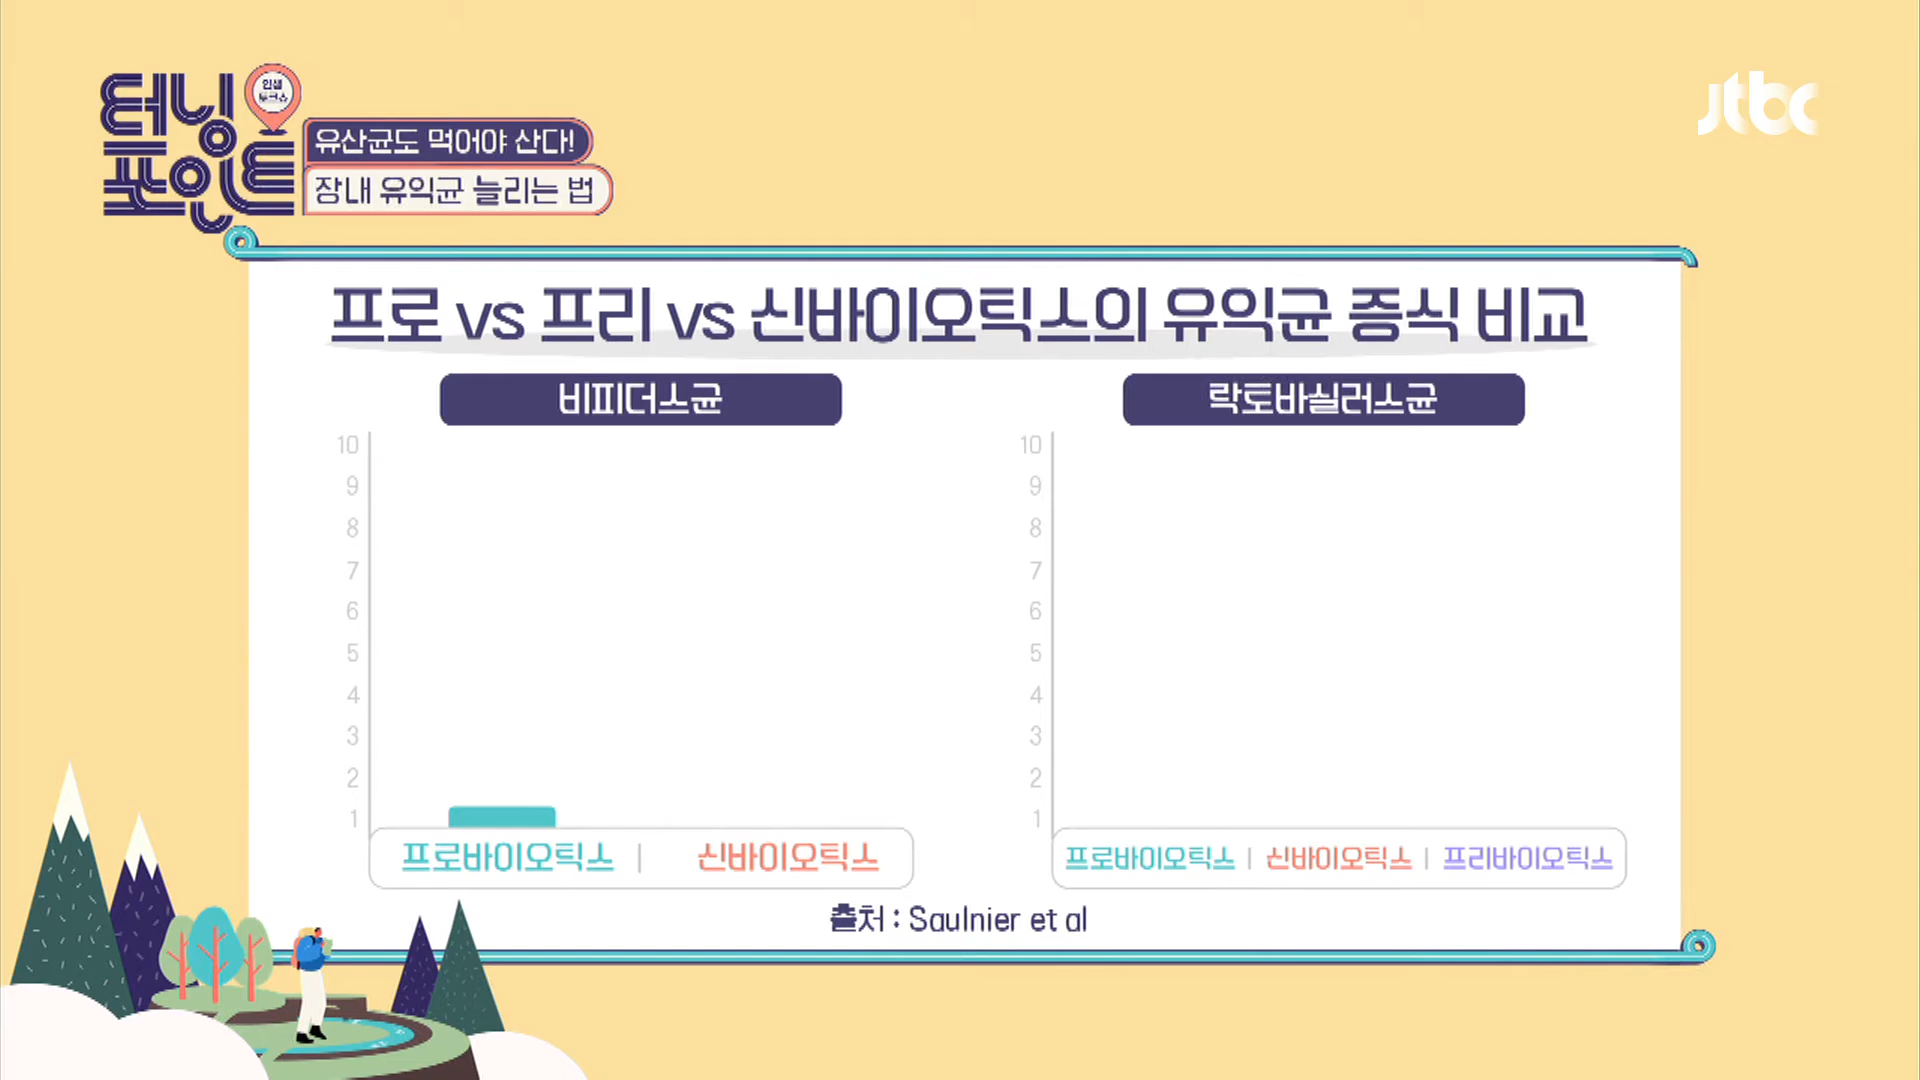 터닝
포인트
인생
토크쇼
유산균도 먹어야 산다!
장내 유익균 늘리는 법
jtbc
프로 vs 프리 vs 신바이오틱스의 유익균 증식 비교
비피더스균
10
9
8
7
6
5
4
3
2
1
프로바이오틱스 | 신바이오틱스
락토바실러스균
10
9
8
7
6
5
4
3
2
1
프로바이오틱스 | 신바이오틱스 | 프리바이오틱스
출처 : Saulnier et al